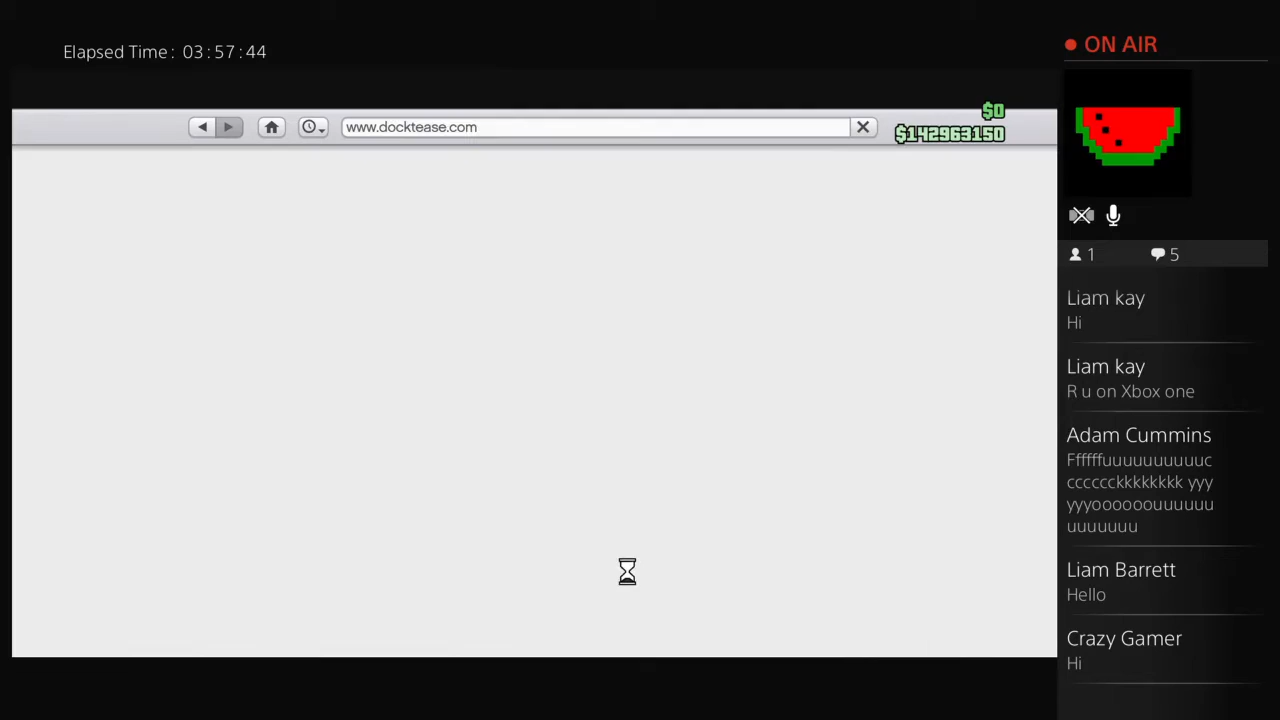 Elapsed Time: 03:57:44
ON AIR
www.docktease.com
$0
$142963150
1 5
Liam kay
Hi
Liam kay
R u on Xbox one
Adam Cummins
Ffffffuuuuuuuuuuc
ccccccckkkkkkkk yyy
yyyoooooouuuuuu
uuuuuuu
Liam Barrett
Hello
Crazy Gamer
Hi